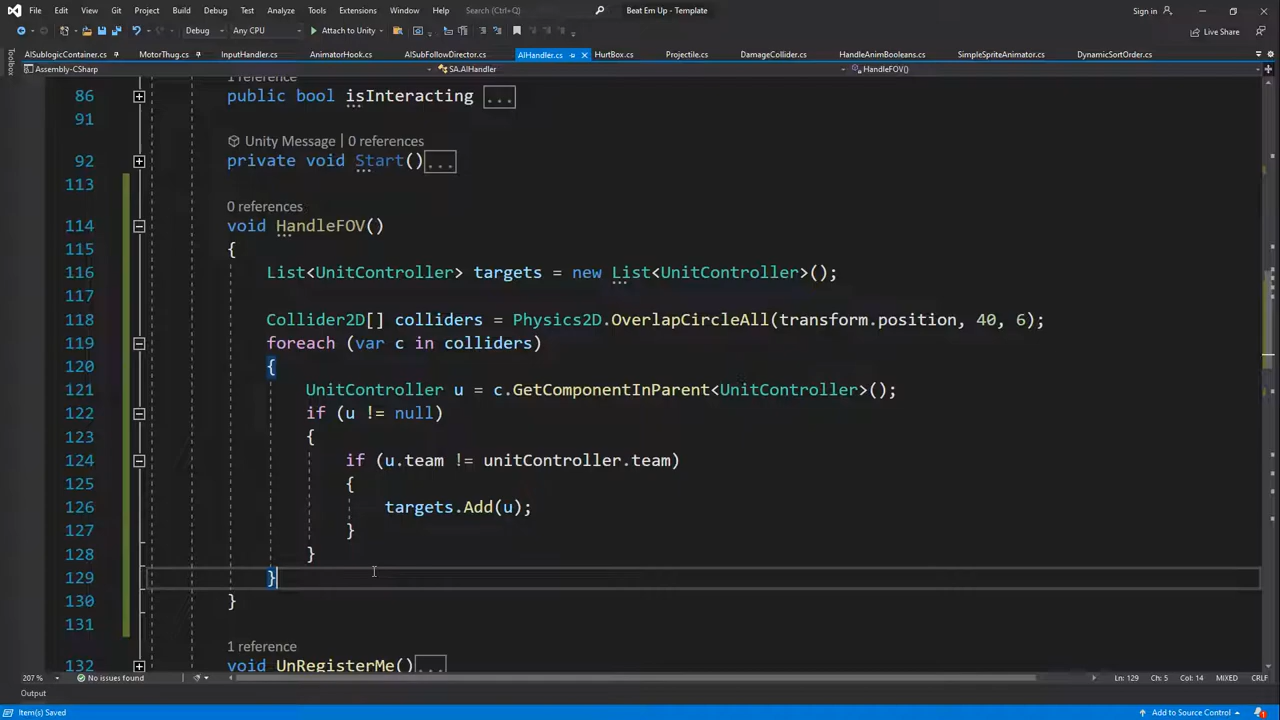 File Edit View Git Project Build Debug Test Analyze Tools Extensions Window Help Search (Ctrl+Q) Beat Em Up - Template Sign in
Debug Any CPU Attach to Unity Live Share
AISublogicContainer.cs MotorThug.cs InputHandler.cs AnimatorHook.cs AISubFollowDirector.cs AIHandler.cs HurtBox.cs Projectile.cs DamageCollider.cs HandleAnimBooleans.cs SimpleSpriteAnimator.cs DynamicSortOrder.cs
Toolbox
Assembly-CSharp SA.AIHandler HandleFOV()
1 reference
86 public bool isInteracting ...
91
Unity Message | 0 references
92 private void Start()...
113
0 references
114 void HandleFOV()
115 {
116 List<UnitController> targets = new List<UnitController>();
117
118 Collider2D[] colliders = Physics2D.OverlapCircleAll(transform.position, 40, 6);
119 foreach (var c in colliders)
120 {
121 UnitController u = c.GetComponentInParent<UnitController>();
122 if (u != null)
123 {
124 if (u.team != unitController.team)
125 {
126 targets.Add(u);
127 }
128 }
129 }
130 }
131
1 reference
132 void UnRegisterMe()...
207 % No issues found Ln: 129 Ch: 5 Col: 14 MIXED CRLF
Output
Item(s) Saved Add to Source Control 1